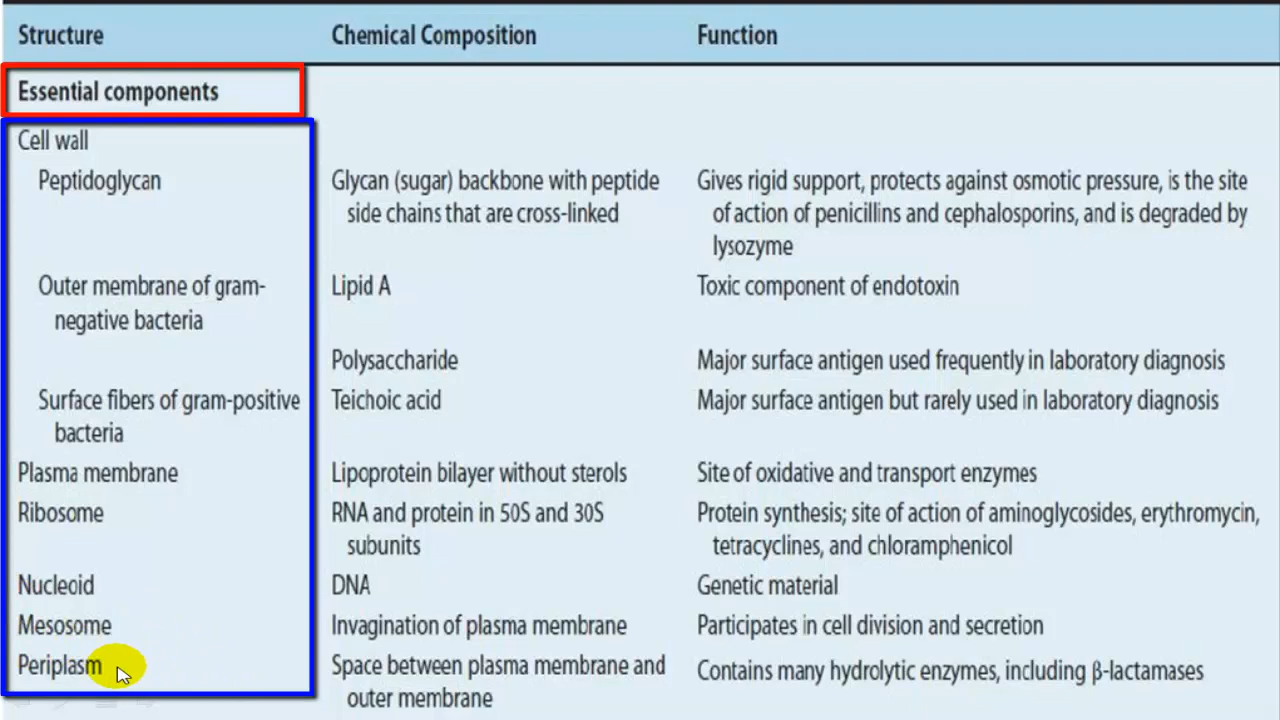 Structure Chemical Composition Function
Essential components
Cell wall
Peptidoglycan Glycan (sugar) backbone with peptide Gives rigid support, protects against osmotic pressure, is the site
side chains that are cross-linked of action of penicillins and cephalosporins, and is degraded by
lysozyme
Outer membrane of gram- Lipid A Toxic component of endotoxin
negative bacteria
Polysaccharide Major surface antigen used frequently in laboratory diagnosis
Surface fibers of gram-positive Teichoic acid Major surface antigen but rarely used in laboratory diagnosis
bacteria
Plasma membrane Lipoprotein bilayer without sterols Site of oxidative and transport enzymes
Ribosome RNA and protein in 50S and 30S Protein synthesis; site of action of aminoglycosides, erythromycin,
subunits tetracyclines, and chloramphenicol
Nucleoid DNA Genetic material
Mesosome Invagination of plasma membrane Participates in cell division and secretion
Periplasm Space between plasma membrane and Contains many hydrolytic enzymes, including β-lactamases
outer membrane